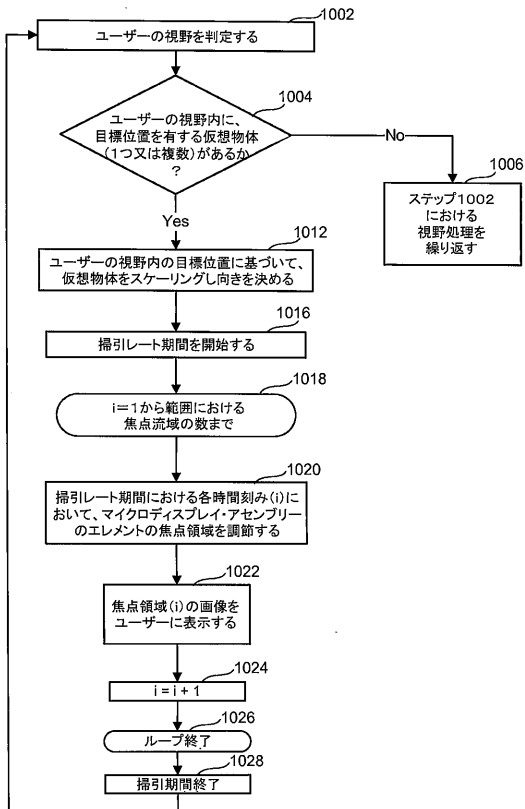 1002
ユーザーの視野を判定する
1004
ユーザーの視野内に、
目標位置を有する仮想物体
(1つ又は複数)があるか
?
No
1006
ステップ1002
における
視野処理を
繰り返す
Yes
1012
ユーザーの視野内の目標位置に基づいて、
仮想物体をスケーリングし向きを決める
1016
掃引レート期間を開始する
1018
i=1から範囲における
焦点流域の数まで
1020
掃引レート期間における各時間刻み(i)に
おいて、マイクロディスプレイ・アセンブリー
のエレメントの焦点領域を調節する
1022
焦点領域(i)の画像を
ユーザーに表示する
1024
i=i+1
1026
ループ終了
1028
掃引期間終了